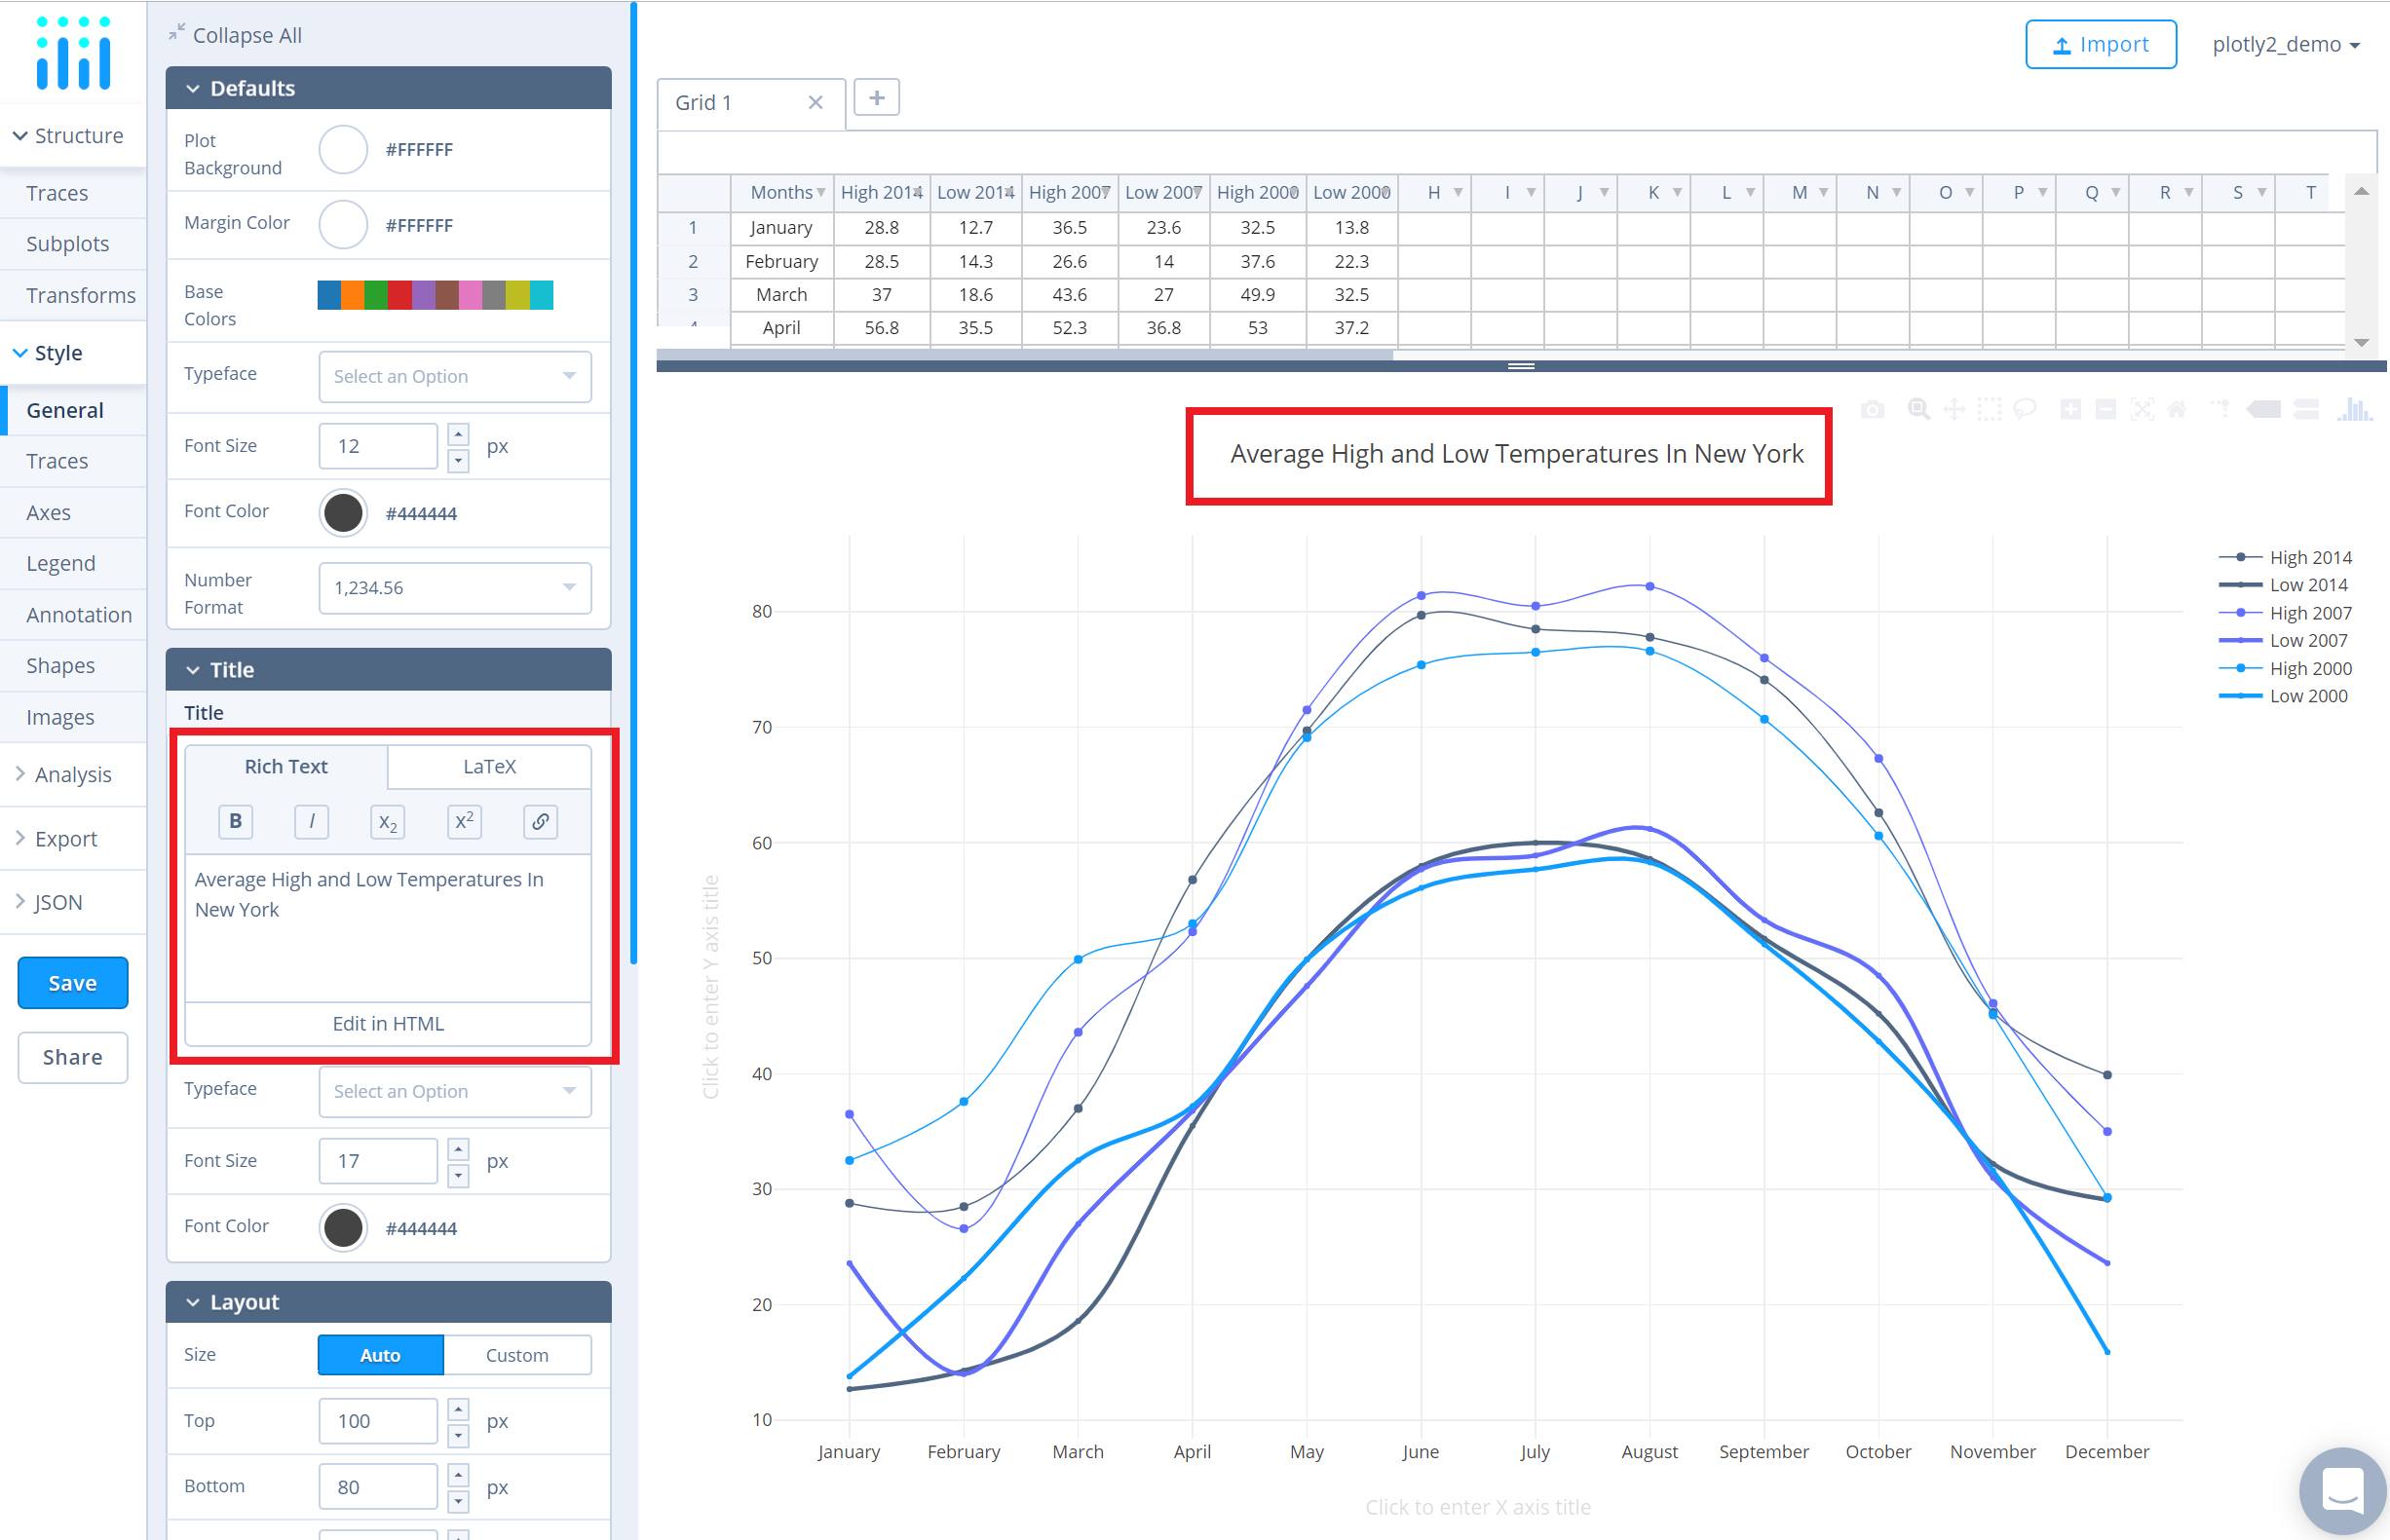 Collapse All
Import
plotly2_demo
Structure
Traces
Subplots
Transforms
Style
General
Traces
Axes
Legend
Annotation
Shapes
Images
Analysis
Export
JSON
Save
Share
Defaults
Plot
Background
#FFFFFF
Margin Color
#FFFFFF
Base
Colors
Typeface
Select an Option
Font Size
12
px
Font Color
#444444
Number
Format
1,234.56
Title
Title
Rich Text
LaTeX
B
I
X2
X2
Average High and Low Temperatures In
New York
Edit in HTML
Typeface
Select an Option
Font Size
17
px
Font Color
#444444
Layout
Size
Auto
Custom
Top
100
px
Bottom
80
px
Grid 1
Months High 2014 Low 2014 High 2007 Low 2007 High 2000 Low 2000 H I J K L M N O P Q R S T
1 January 28.8 12.7 36.5 23.6 32.5 13.8
2 February 28.5 14.3 26.6 14 37.6 22.3
3 March 37 18.6 43.6 27 49.9 32.5
4 April 56.8 35.5 52.3 36.8 53 37.2
Average High and Low Temperatures In New York
High 2014
Low 2014
High 2007
Low 2007
High 2000
Low 2000
Click to enter Y axis title
80
70
60
50
40
30
20
10
January February March April May June July August September October November December
Click to enter X axis title